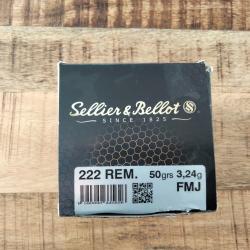 Sellier & Bellot S&B
SINCE 1825
222 REM. 50grs 3,24g
FMJ